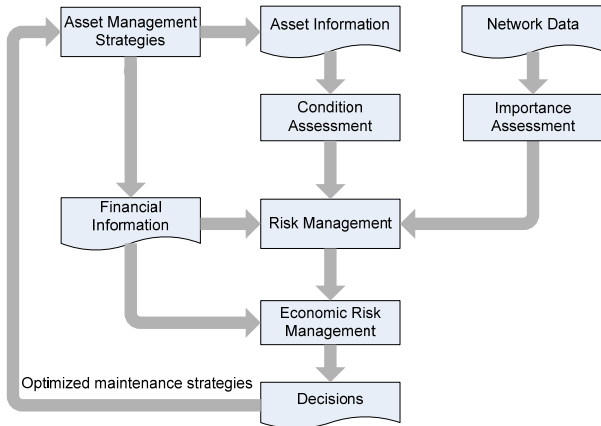 Asset Management
Strategies
Asset Information
Network Data
Condition
Assessment
Importance
Assessment
Financial
Information
Risk Management
Economic Risk
Management
Optimized maintenance strategies
Decisions